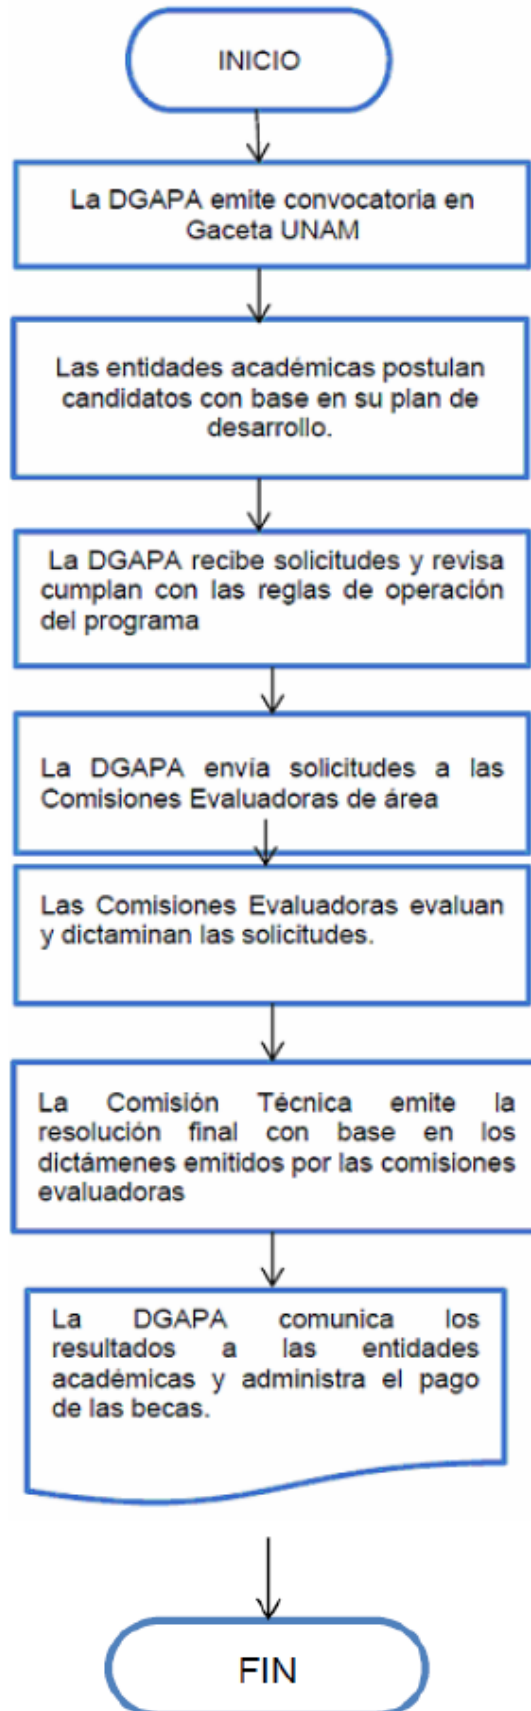 INICIO
La DGAPA emite convocatoria en
Gaceta UNAM
Las entidades académicas postulan
candidatos con base en su plan de
desarrollo.
La DGAPA recibe solicitudes y revisa
cumplan con las reglas de operación
del programa
La DGAPA envía solicitudes a las
Comisiones Evaluadoras de área
Las Comisiones Evaluadoras evaluan
y dictaminan las solicitudes.
La Comisión Técnica emite la
resolución final con base en los
dictámenes emitidos por las comisiones
evaluadoras
La DGAPA comunica los
resultados a las entidades
académicas y administra el pago
de las becas.
FIN